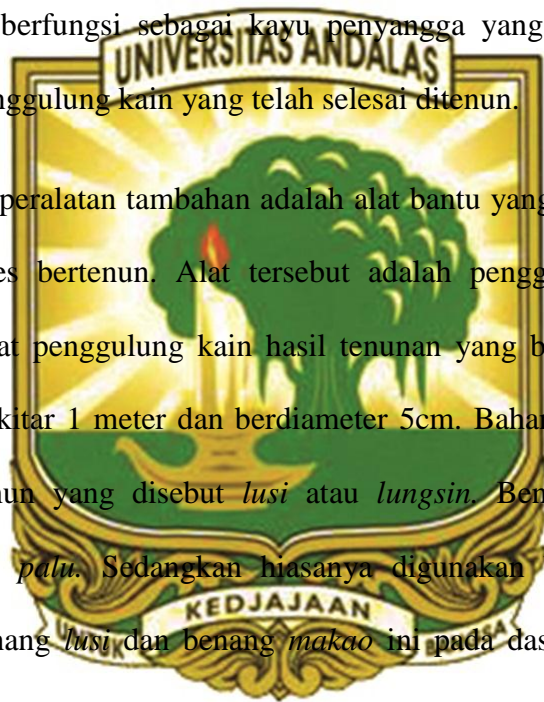 berfungsi sebagai kayu penyangga yang
UNIVERSITAS ANDALAS
nggulung kain yang telah selesai ditenun.
peralatan tambahan adalah alat bantu yang
es bertenun. Alat tersebut adalah pengg
at penggulung kain hasil tenunan yang b
kitar 1 meter dan berdiameter 5cm. Bahan
nun yang disebut lusi atau lungsin. Ben
palu. Sedangkan hiasanya digunakan
KEDJAJAAN
nang lusi dan benang makao ini pada das